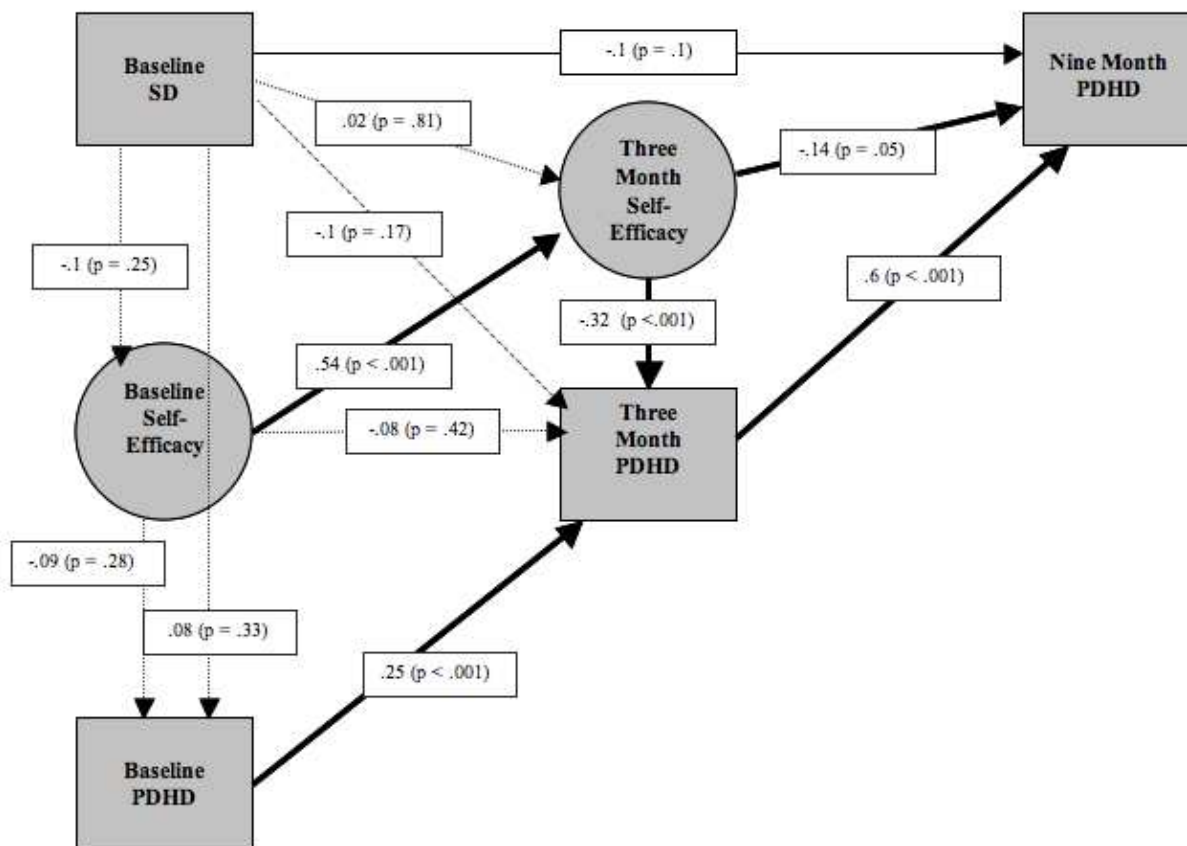 Baseline
SD
-.1 (p = .1)
Nine Month
PDHD
.02 (p = .81)
Three
Month
Self-
Efficacy
-.14 (p = .05)
-.1 (p = .17)
-.1 (p = .25)
.6 (p < .001)
-.32 (p <.001)
.54 (p < .001)
Baseline
Self-
Efficacy
-.08 (p = .42)
Three
Month
PDHD
-.09 (p = .28)
.08 (p = .33)
.25 (p < .001)
Baseline
PDHD